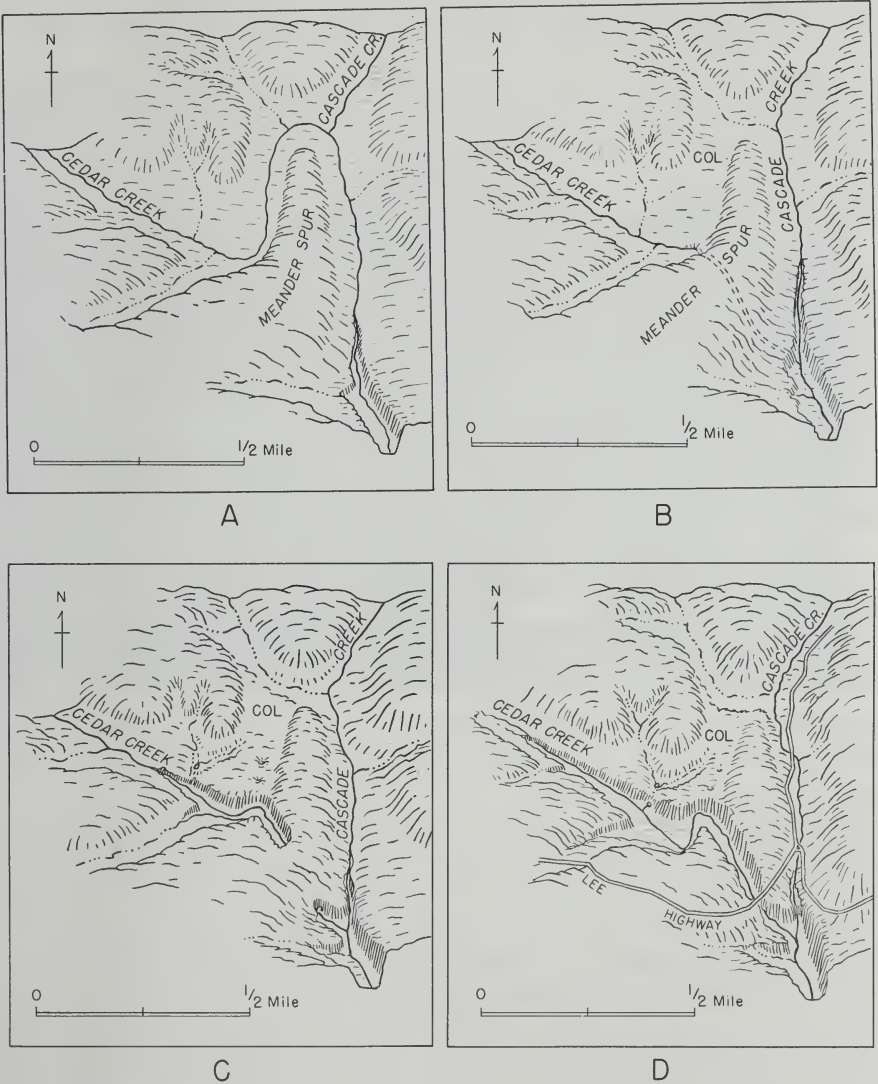 N
CASCADE CR.
CEDAR CREEK
MEANDER SPUR
0
1/2 Mile
A
N
CREEK
COL
CEDAR CREEK
CASCADE
MEANDER SPUR
0
1/2 Mile
B
N
CREEK
COL
CEDAR CREEK
CASCADE
0
1/2 Mile
C
N
CASCADE CR.
COL
CEDAR CREEK
LEE
HIGHWAY
0
1/2 Mile
D